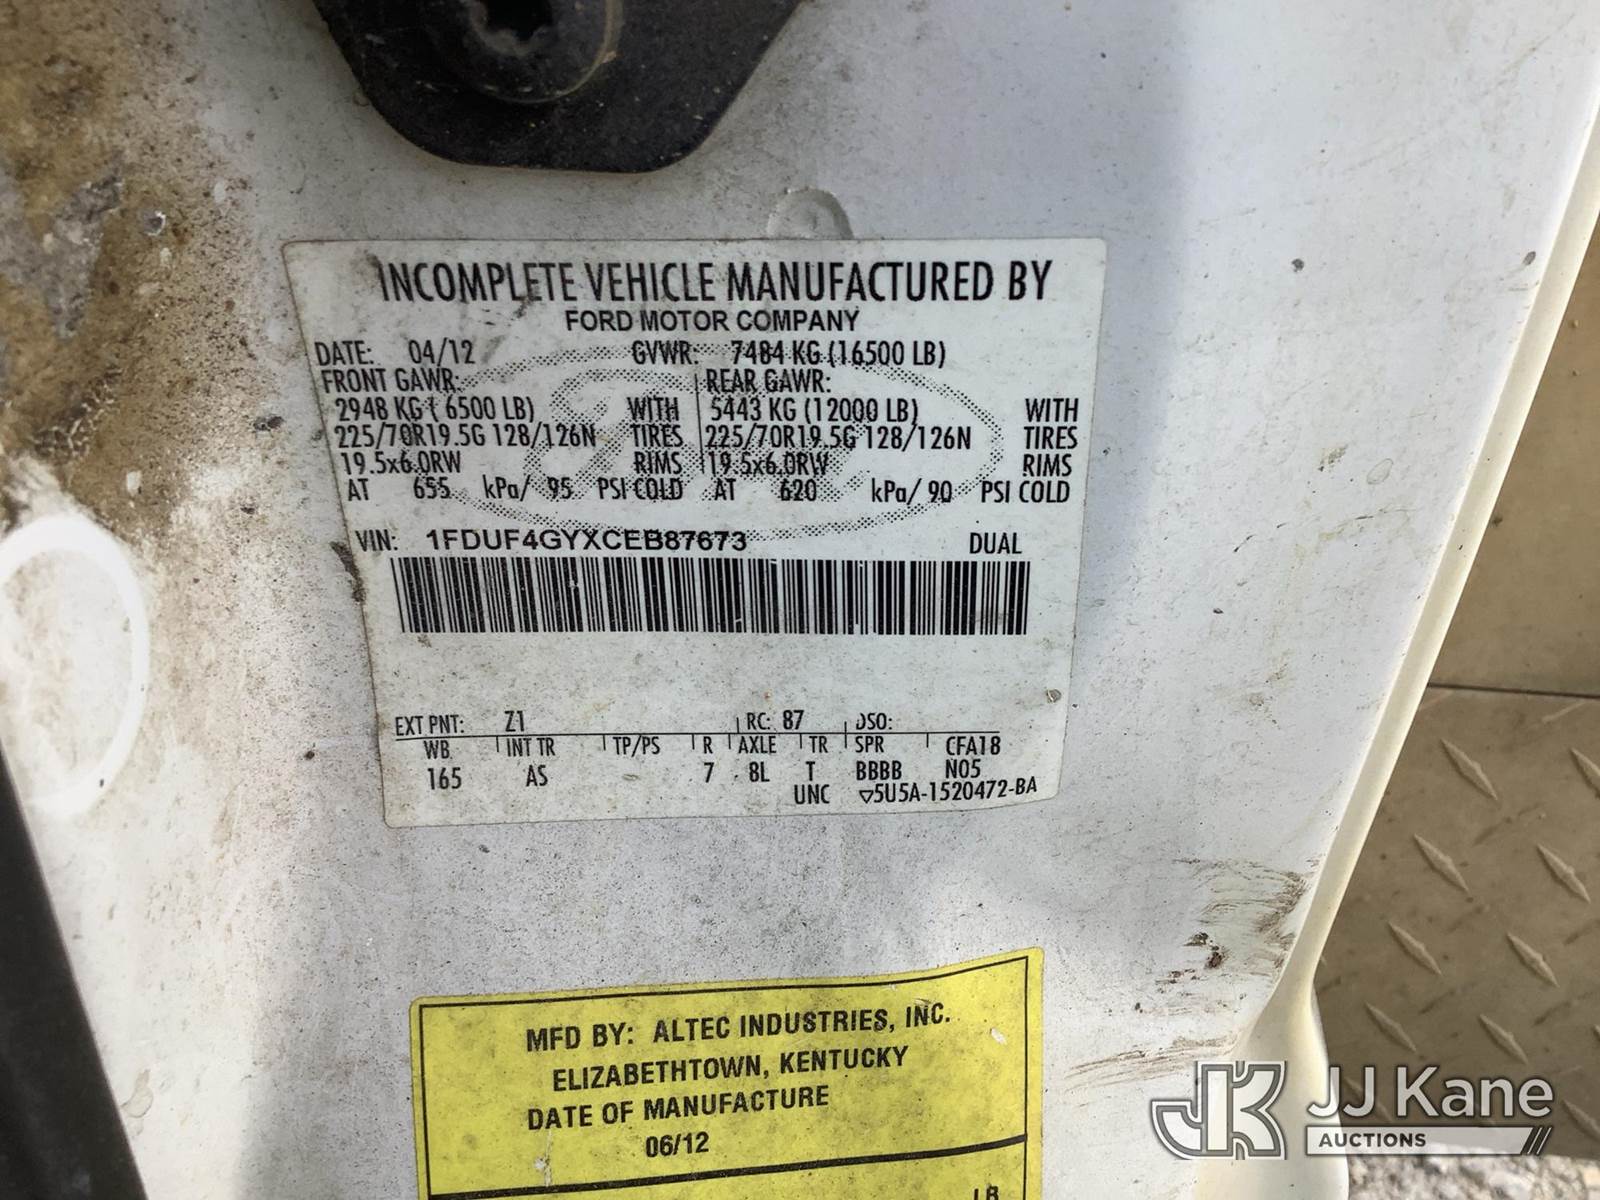 INCOMPLETE VEHICLE MANUFACTURED BY
FORD MOTOR COMPANY
DATE: 04/12 GVWR: 7484 KG (16500 LB)
FRONT GAWR: REAR GAWR:
2948 KG ( 6500 LB) WITH 5443 KG (12000 LB) WITH
225/70R19.5G 128/126N TIRES 225/70R19.5G 128/126N TIRES
19.5x6.0RW RIMS 19.5x6.0RW RIMS
AT 655 kPa/ 95 PSI COLD AT 620 kPa/ 90 PSI COLD
VIN: 1FDUF4GYXCEB87673 DUAL
EXT PNT: Z1 RC: 87 DSO:
WB INT TR TP/PS R AXLE TR SPR CFA18
165 AS 7 8L T BBBB N05
UNC ▽5U5A-1520472-BA
MFD BY: ALTEC INDUSTRIES, INC.
ELIZABETHTOWN, KENTUCKY
DATE OF MANUFACTURE
06/12
LB
JK JJ Kane
AUCTIONS